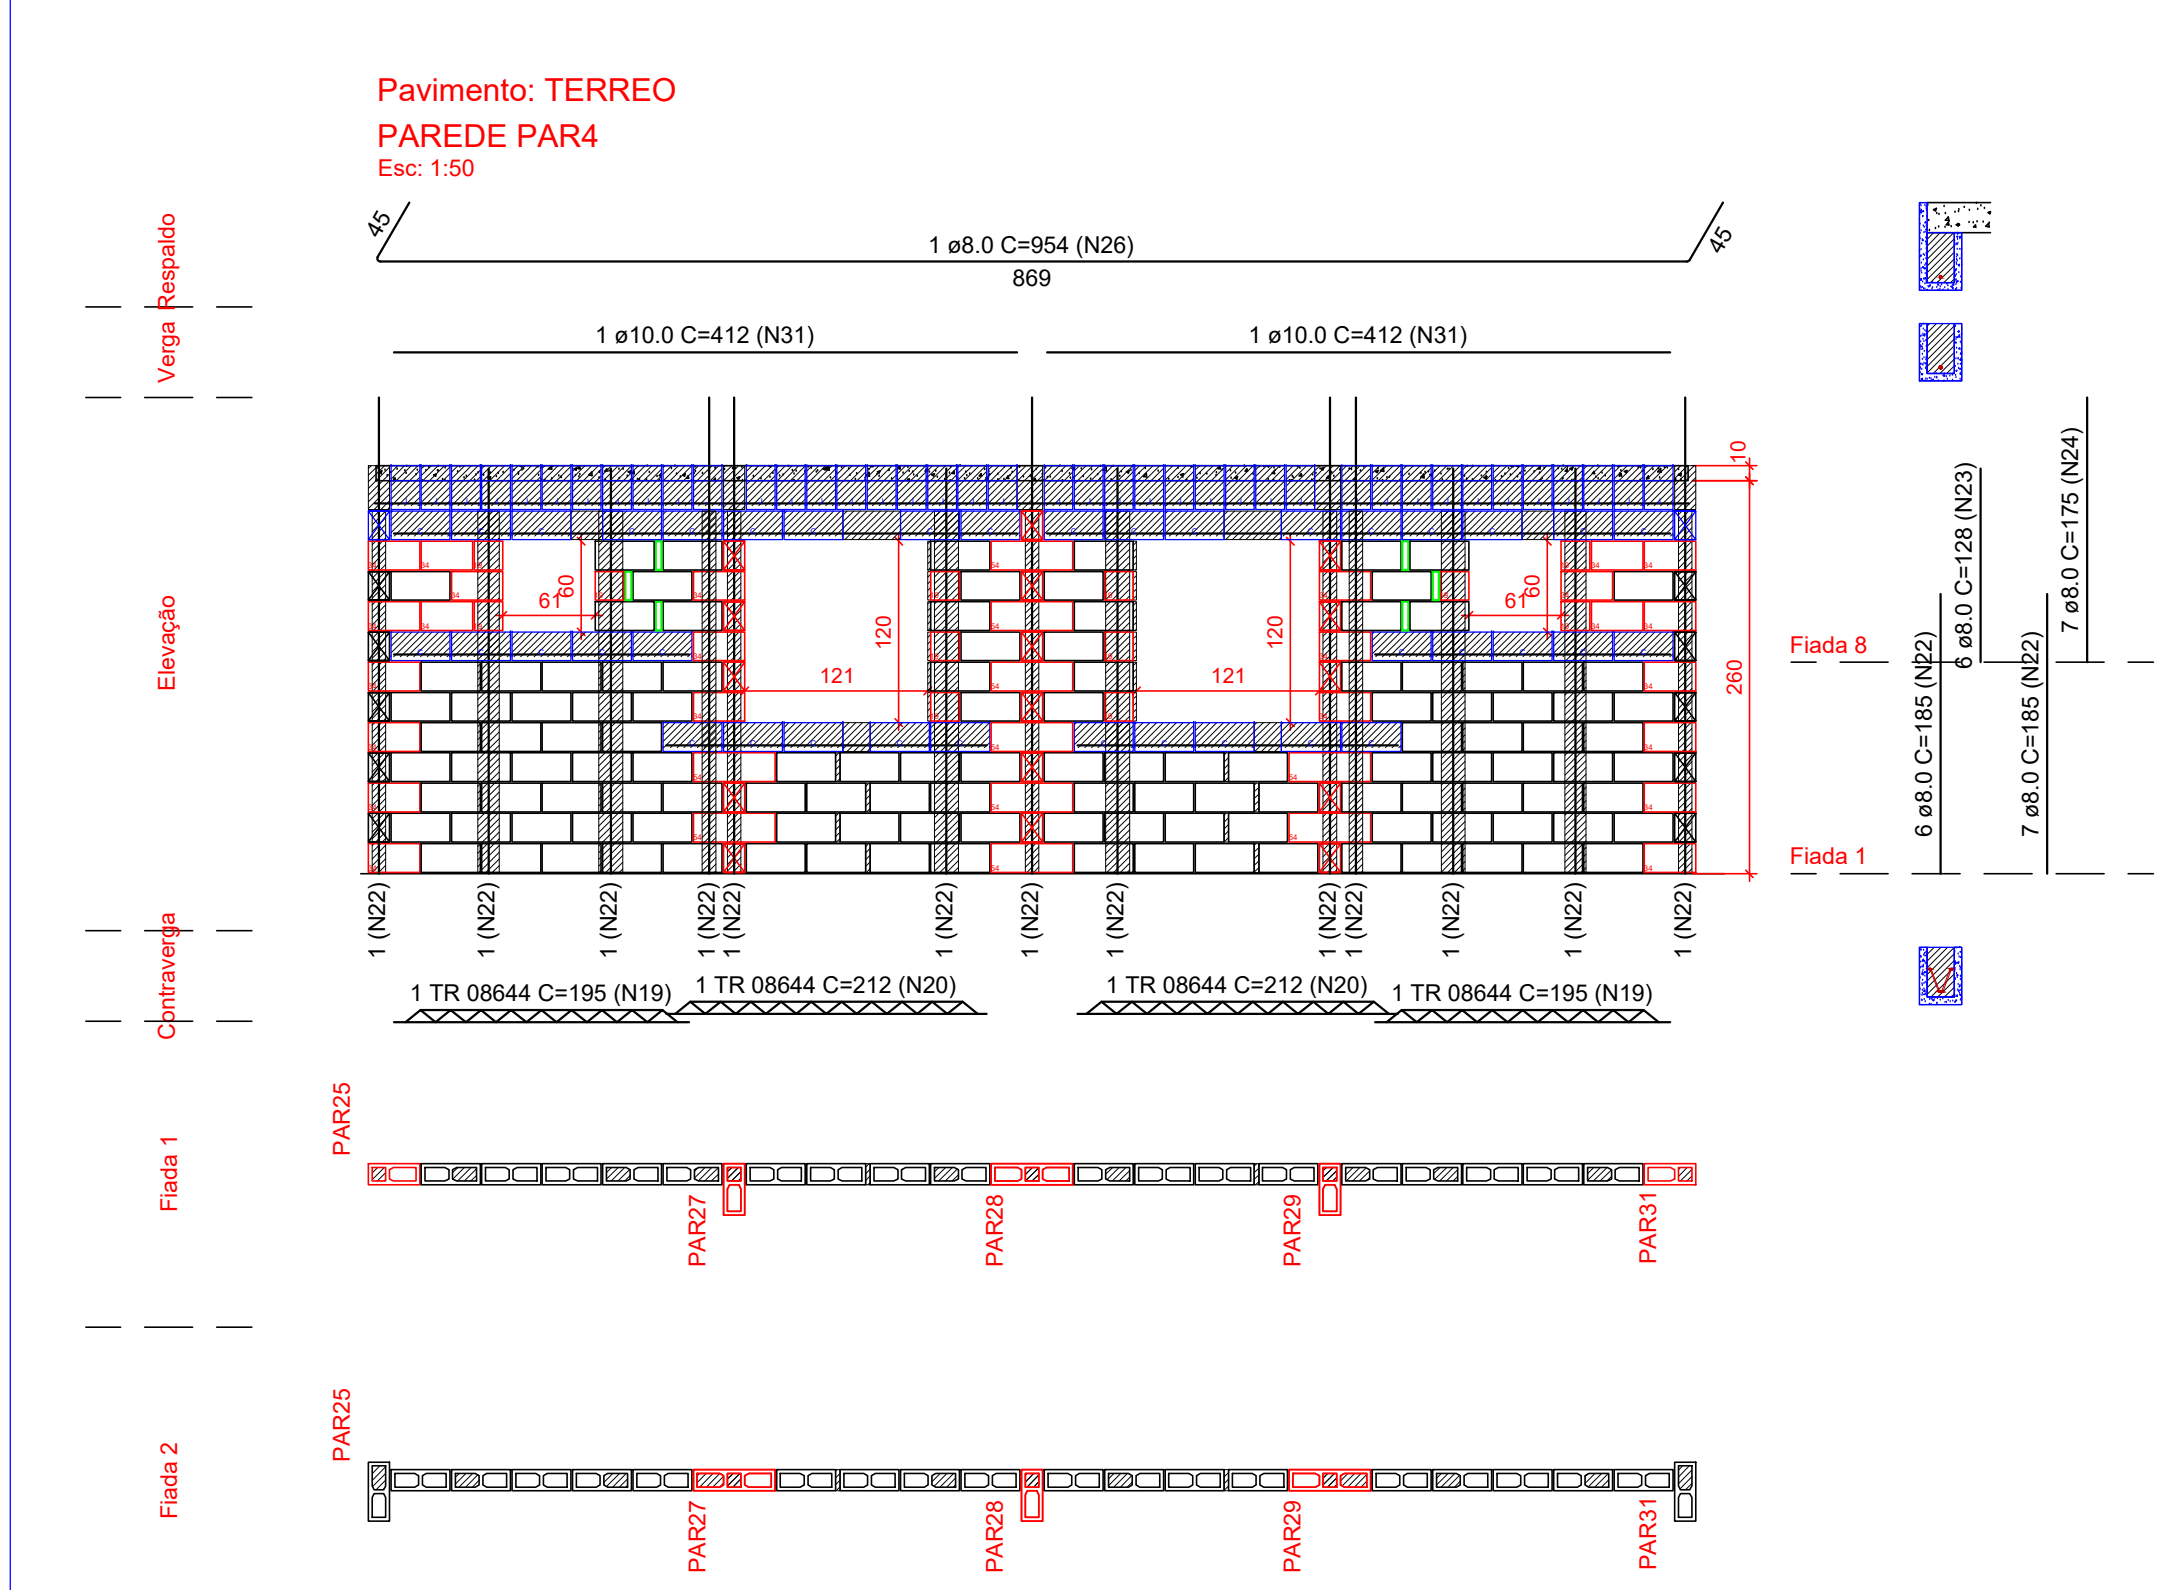 Pavimento: TERREO
PAREDE PAR4
Esc: 1:50
Respaldo
45
1 ø8.0 C=954 (N26)
869
45
Verga
1 ø10.0 C=412 (N31)
1 ø10.0 C=412 (N31)
Elevação
61
60
121
120
121
120
61
60
10
260
Fiada 8
Fiada 1
6 ø8.0 C=185 (N22)
6 ø8.0 C=128 (N23)
7 ø8.0 C=185 (N22)
7 ø8.0 C=175 (N24)
1 (N22)
1 (N22)
1 (N22)
1 (N22)
1 (N22)
1 (N22)
1 (N22)
1 (N22)
1 (N22)
1 (N22)
1 (N22)
1 (N22)
1 (N22)
Contraverga
1 TR 08644 C=195 (N19)
1 TR 08644 C=212 (N20)
1 TR 08644 C=212 (N20)
1 TR 08644 C=195 (N19)
Fiada 1
PAR25
PAR27
PAR28
PAR29
PAR31
Fiada 2
PAR25
PAR27
PAR28
PAR29
PAR31